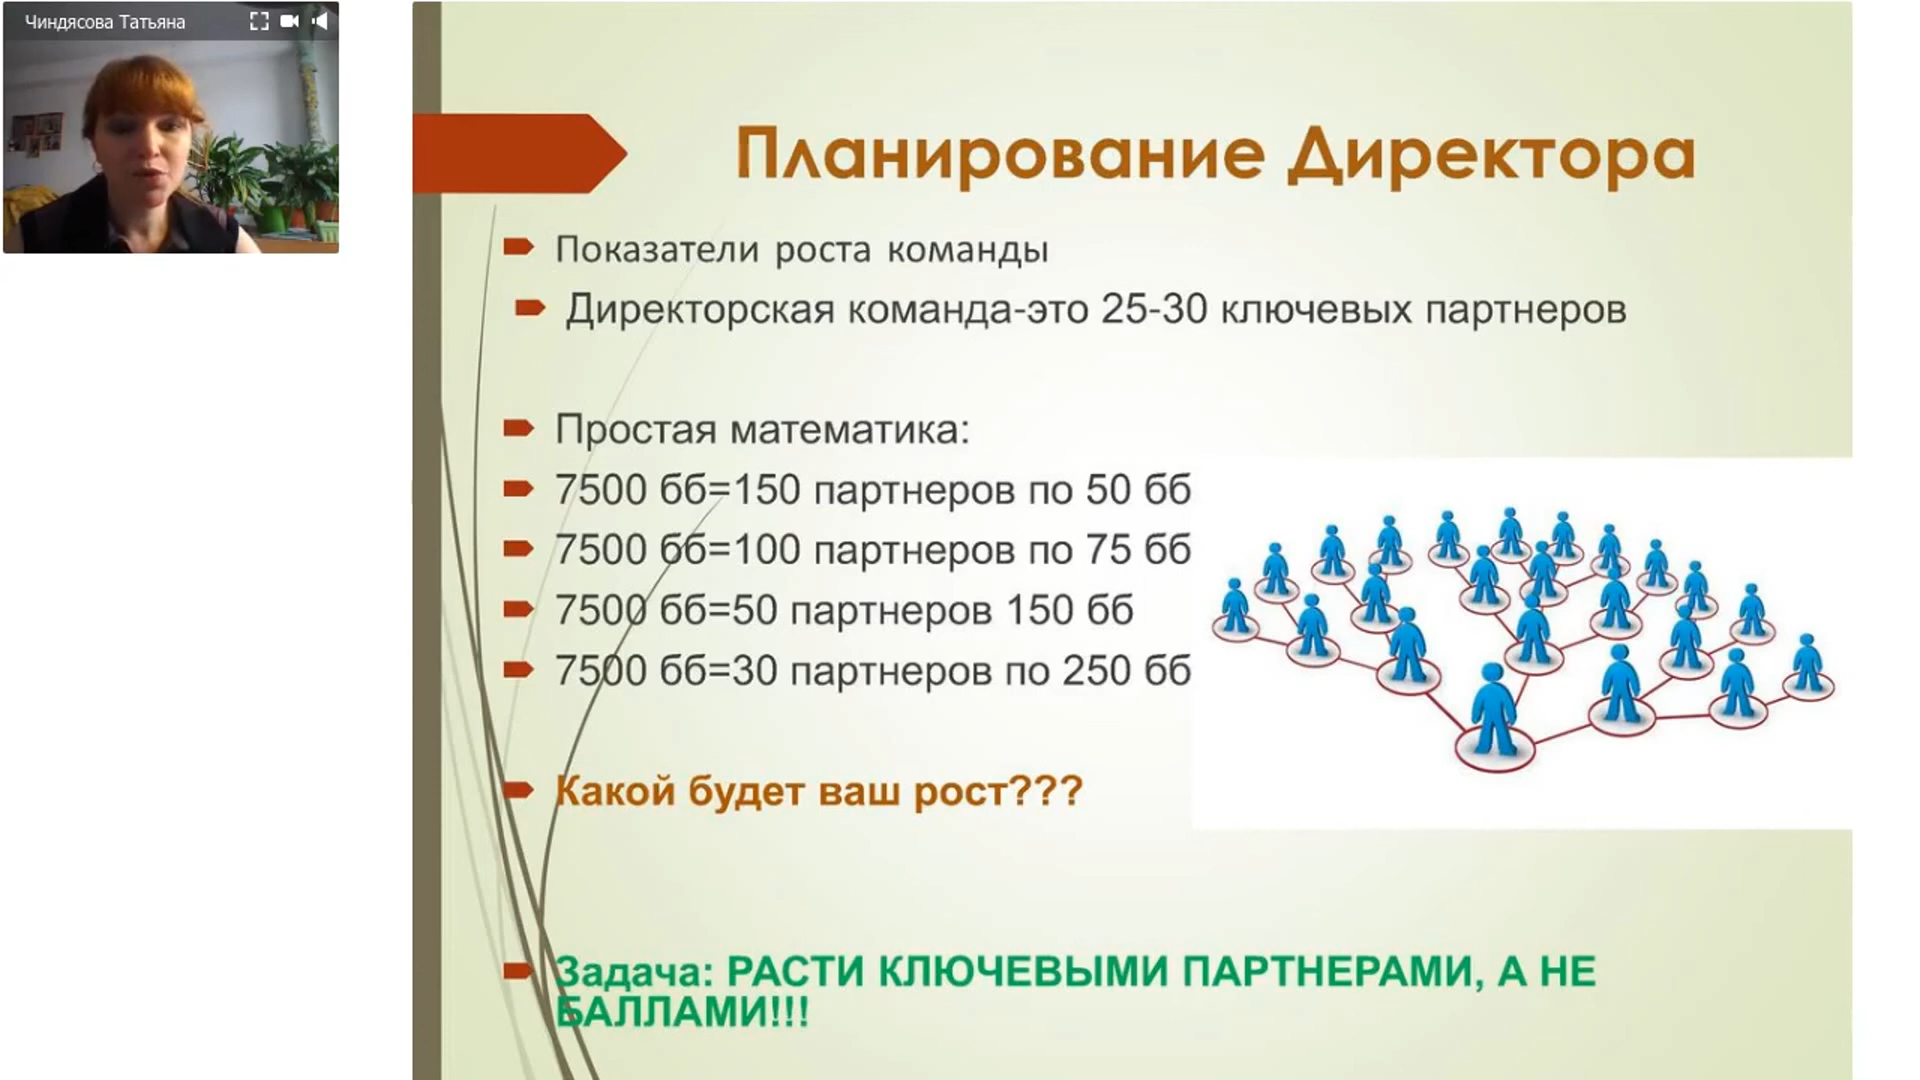 Чиндясова Татьяна
Планирование Директора
Показатели роста команды
Директорская команда-это 25-30 ключевых партнеров
Простая математика:
7500 бб=150 партнеров по 50 бб
7500 бб=100 партнеров по 75 бб
7500 бб=50 партнеров 150 бб
7500 бб=30 партнеров по 250 бб
Какой будет ваш рост???
Задача: РАСТИ КЛЮЧЕВЫМИ ПАРТНЕРАМИ, А НЕ
БАЛЛАМИ!!!